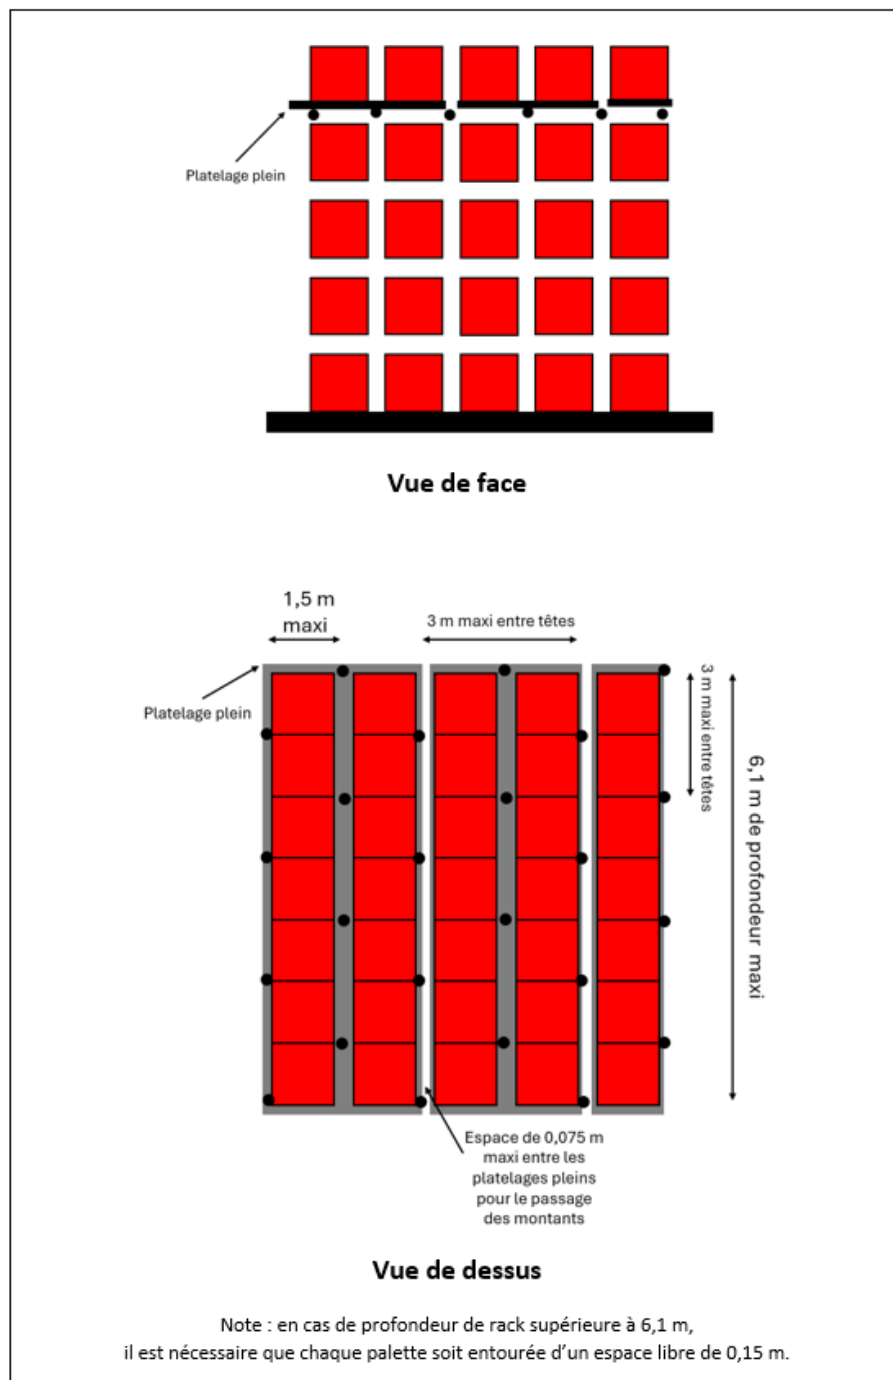 Platelage plein
Vue de face
1,5 m
maxi
3 m maxi entre têtes
Platelage plein
3 m maxi entre têtes
6,1 m de profondeur maxi
Espace de 0,075 m
maxi entre les
platelages pleins
pour le passage
des montants
Vue de dessus
Note : en cas de profondeur de rack supérieure à 6,1 m,
il est nécessaire que chaque palette soit entourée d’un espace libre de 0,15 m.